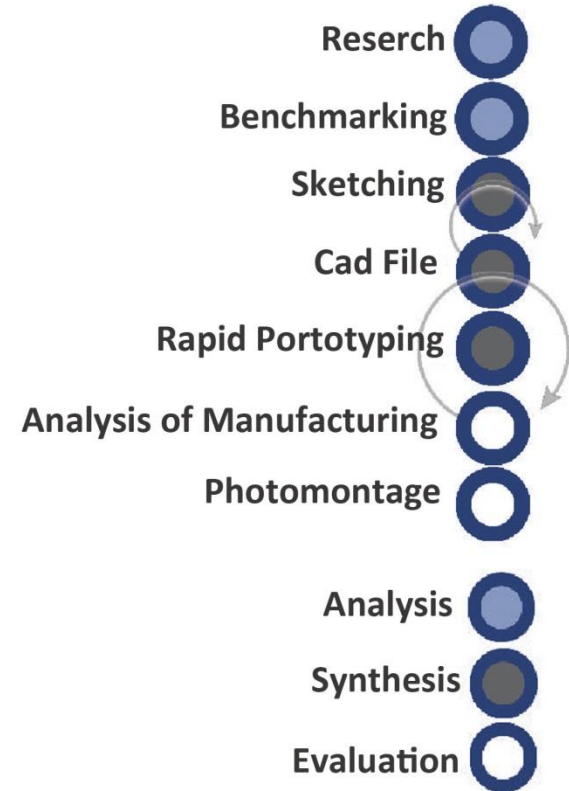 Reserch
Benchmarking
Sketching
Cad File
Rapid Portotyping
Analysis of Manufacturing
Photomontage
Analysis
Synthesis
Evaluation